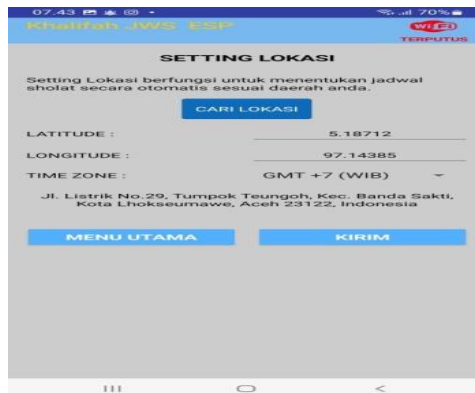 07.43
70%
Khalifah JWS ESP
WiFi
TERPUTUS
SETTING LOKASI
Setting Lokasi berfungsi untuk menentukan jadwal
sholat secara otomatis sesuai daerah anda.
CARI LOKASI
LATITUDE : 5.18712
LONGITUDE : 97.14385
TIME ZONE : GMT +7 (WIB)
Jl. Listrik No.29, Tumpok Teungoh, Kec. Banda Sakti,
Kota Lhokseumawe, Aceh 23122, Indonesia
MENU UTAMA
KIRIM